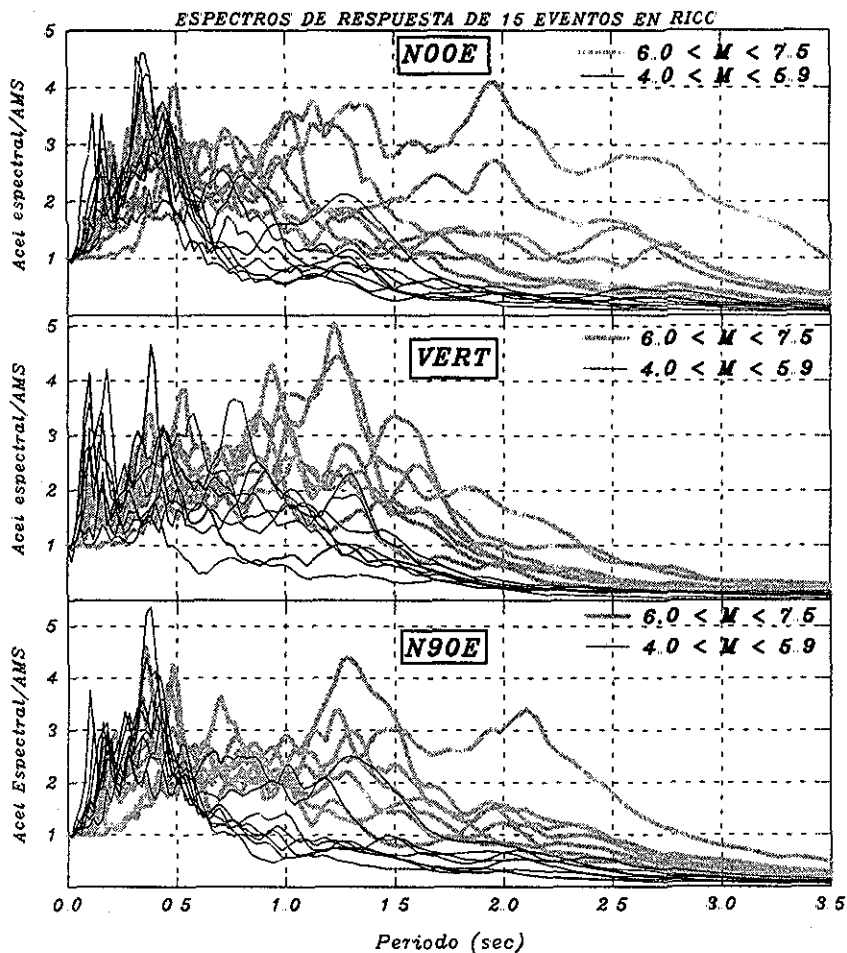 ESPECTROS DE RESPUESTA DE 15 EVENTOS EN RICC
5
4
3
2
1
Acel espectral/AMS
N00E
6.0 < M < 7.5
4.0 < M < 5.9
5
4
3
2
1
Acel espectral/AMS
VERT
6.0 < M < 7.5
4.0 < M < 5.9
5
4
3
2
1
Acel Espectral/AMS
N90E
6.0 < M < 7.5
4.0 < M < 5.9
0.0 0.5 1.0 1.5 2.0 2.5 3.0 3.5
Periodo (sec)